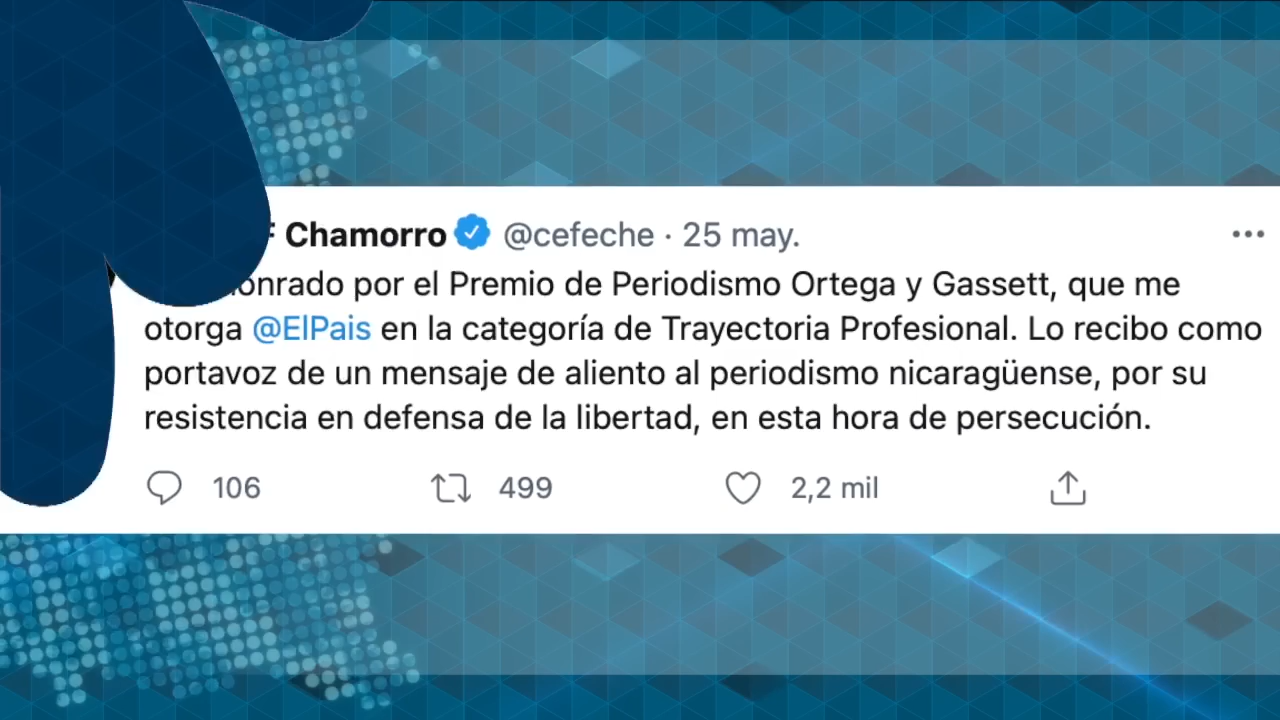 Chamorro @cefeche · 25 may.
por el Premio de Periodismo Ortega y Gassett, que me
otorga @ElPais en la categoría de Trayectoria Profesional. Lo recibo como
portavoz de un mensaje de aliento al periodismo nicaragüense, por su
resistencia en defensa de la libertad, en esta hora de persecución.
106 499 2,2 mil